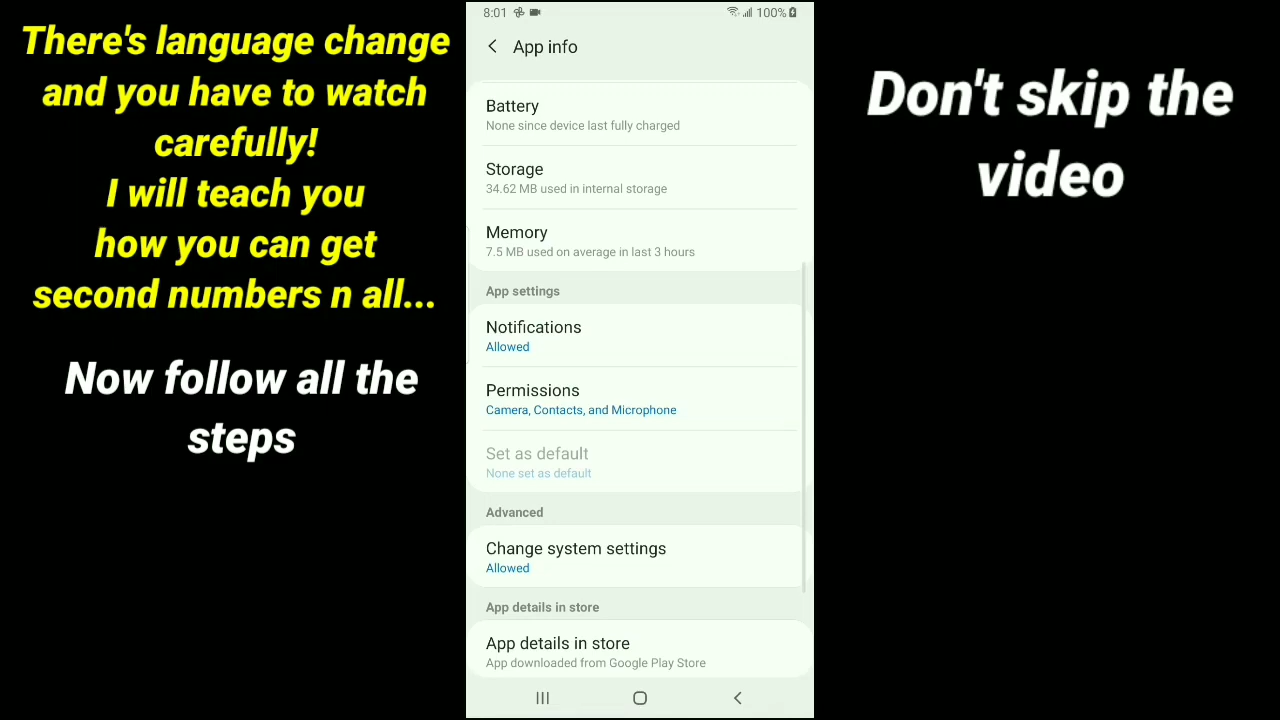 There's language change
and you have to watch
carefully!
I will teach you
how you can get
second numbers n all...
Now follow all the
steps
8:01
100%
App info
Battery
None since device last fully charged
Storage
34.62 MB used in internal storage
Memory
7.5 MB used on average in last 3 hours
App settings
Notifications
Allowed
Permissions
Camera, Contacts, and Microphone
Set as default
None set as default
Advanced
Change system settings
Allowed
App details in store
App details in store
App downloaded from Google Play Store
Don't skip the
video